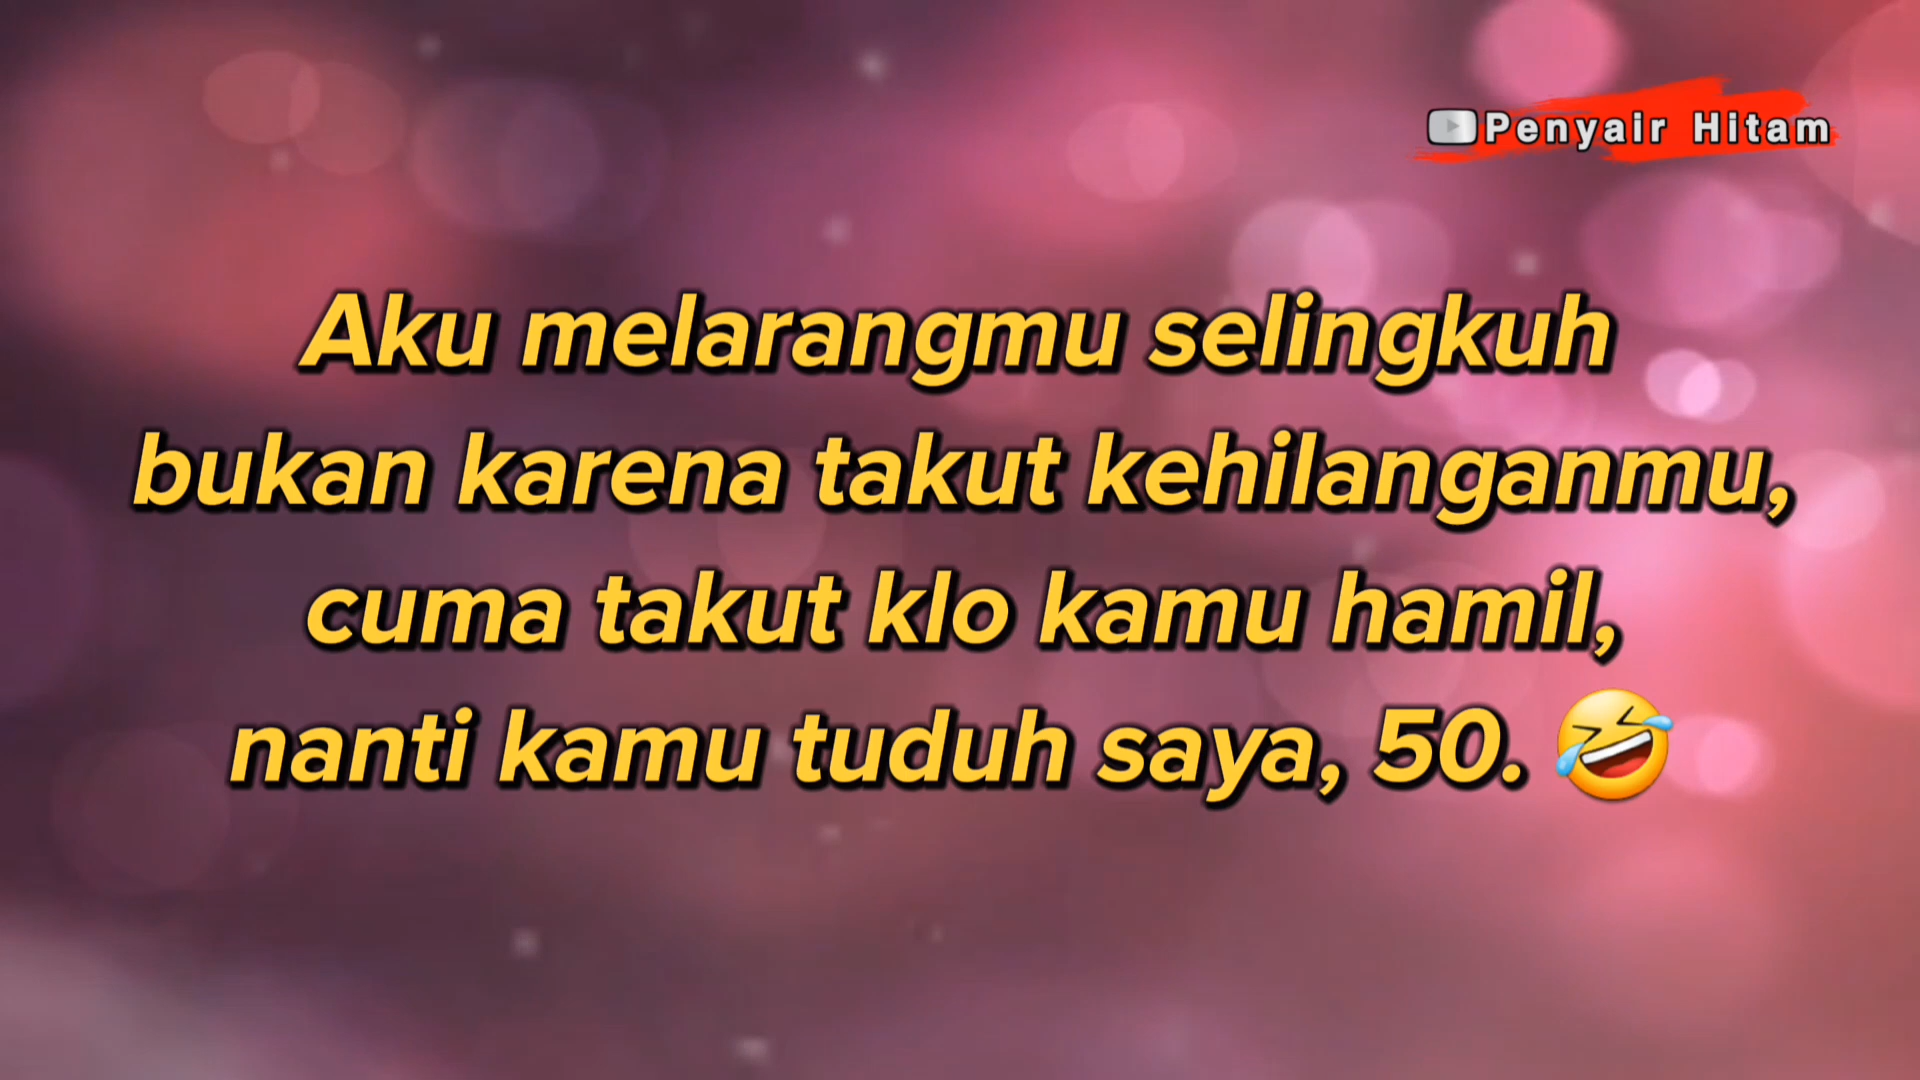 Penyair Hitam
Aku melarangmu selingkuh
bukan karena takut kehilanganmu,
cuma takut klo kamu hamil,
nanti kamu tuduh saya, 50. 🤣